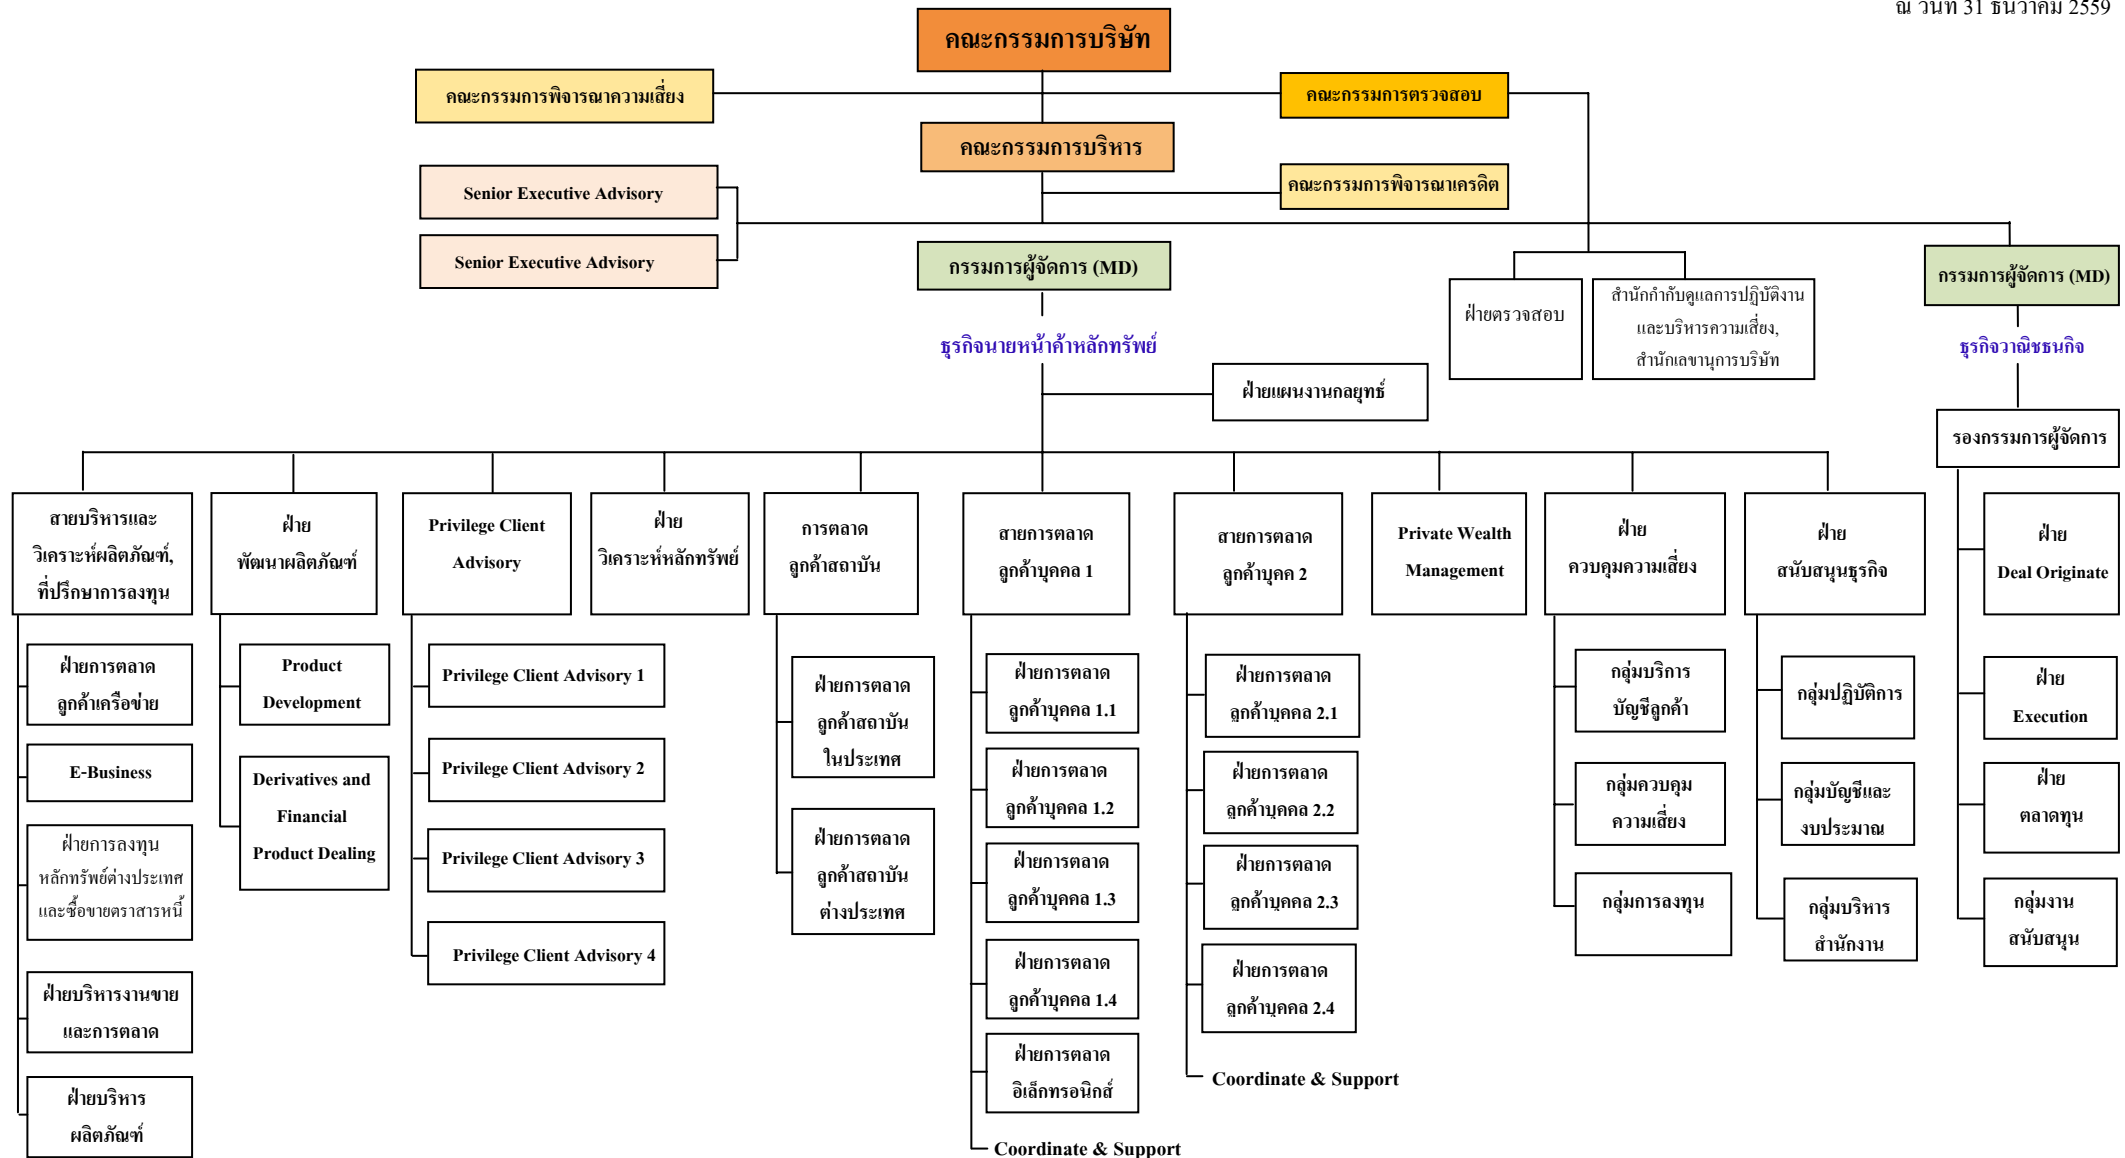 ณ วันที่ 31 ธันวาคม 2559
คณะกรรมการบริษัท
คณะกรรมการพิจารณาความเสี่ยง
คณะกรรมการตรวจสอบ
คณะกรรมการบริหาร
Senior Executive Advisory
คณะกรรมการพิจารณาเครดิต
Senior Executive Advisory
กรรมการผู้จัดการ (MD)
กรรมการผู้จัดการ (MD)
ฝ่ายตรวจสอบ
สำนักกำกับดูแลการปฏิบัติงาน
และบริหารความเสี่ยง,
สำนักเลขานุการบริษัท
ธุรกิจนายหน้าค้าหลักทรัพย์
ธุรกิจวาณิชธนกิจ
ฝ่ายแผนงานกลยุทธ์
รองกรรมการผู้จัดการ
สายบริหารและ
วิเคราะห์ผลิตภัณฑ์,
ที่ปรึกษาการลงทุน
ฝ่าย
พัฒนาผลิตภัณฑ์
Privilege Client
Advisory
ฝ่าย
วิเคราะห์หลักทรัพย์
การตลาด
ลูกค้าสถาบัน
สายการตลาด
ลูกค้าบุคคล 1
สายการตลาด
ลูกค้าบุคค 2
Private Wealth
Management
ฝ่าย
ควบคุมความเสี่ยง
ฝ่าย
สนับสนุนธุรกิจ
ฝ่าย
Deal Originate
ฝ่ายการตลาด
ลูกค้าเครือข่าย
E-Business
ฝ่ายการลงทุน
หลักทรัพย์ต่างประเทศ
และซื้อขายตราสารหนี้
ฝ่ายบริหารงานขาย
และการตลาด
ฝ่ายบริหาร
ผลิตภัณฑ์
Product
Development
Derivatives and
Financial
Product Dealing
Privilege Client Advisory 1
Privilege Client Advisory 2
Privilege Client Advisory 3
Privilege Client Advisory 4
ฝ่ายการตลาด
ลูกค้าสถาบัน
ในประเทศ
ฝ่ายการตลาด
ลูกค้าสถาบัน
ต่างประเทศ
ฝ่ายการตลาด
ลูกค้าบุคคล 1.1
ฝ่ายการตลาด
ลูกค้าบุคคล 1.2
ฝ่ายการตลาด
ลูกค้าบุคคล 1.3
ฝ่ายการตลาด
ลูกค้าบุคคล 1.4
ฝ่ายการตลาด
อิเล็กทรอนิกส์
Coordinate & Support
ฝ่ายการตลาด
ลูกค้าบุคคล 2.1
ฝ่ายการตลาด
ลูกค้าบุคคล 2.2
ฝ่ายการตลาด
ลูกค้าบุคคล 2.3
ฝ่ายการตลาด
ลูกค้าบุคคล 2.4
Coordinate & Support
กลุ่มบริการ
บัญชีลูกค้า
กลุ่มควบคุม
ความเสี่ยง
กลุ่มการลงทุน
กลุ่มปฏิบัติการ
กลุ่มบัญชีและ
งบประมาณ
กลุ่มบริหาร
สำนักงาน
ฝ่าย
Execution
ฝ่าย
ตลาดทุน
กลุ่มงาน
สนับสนุน